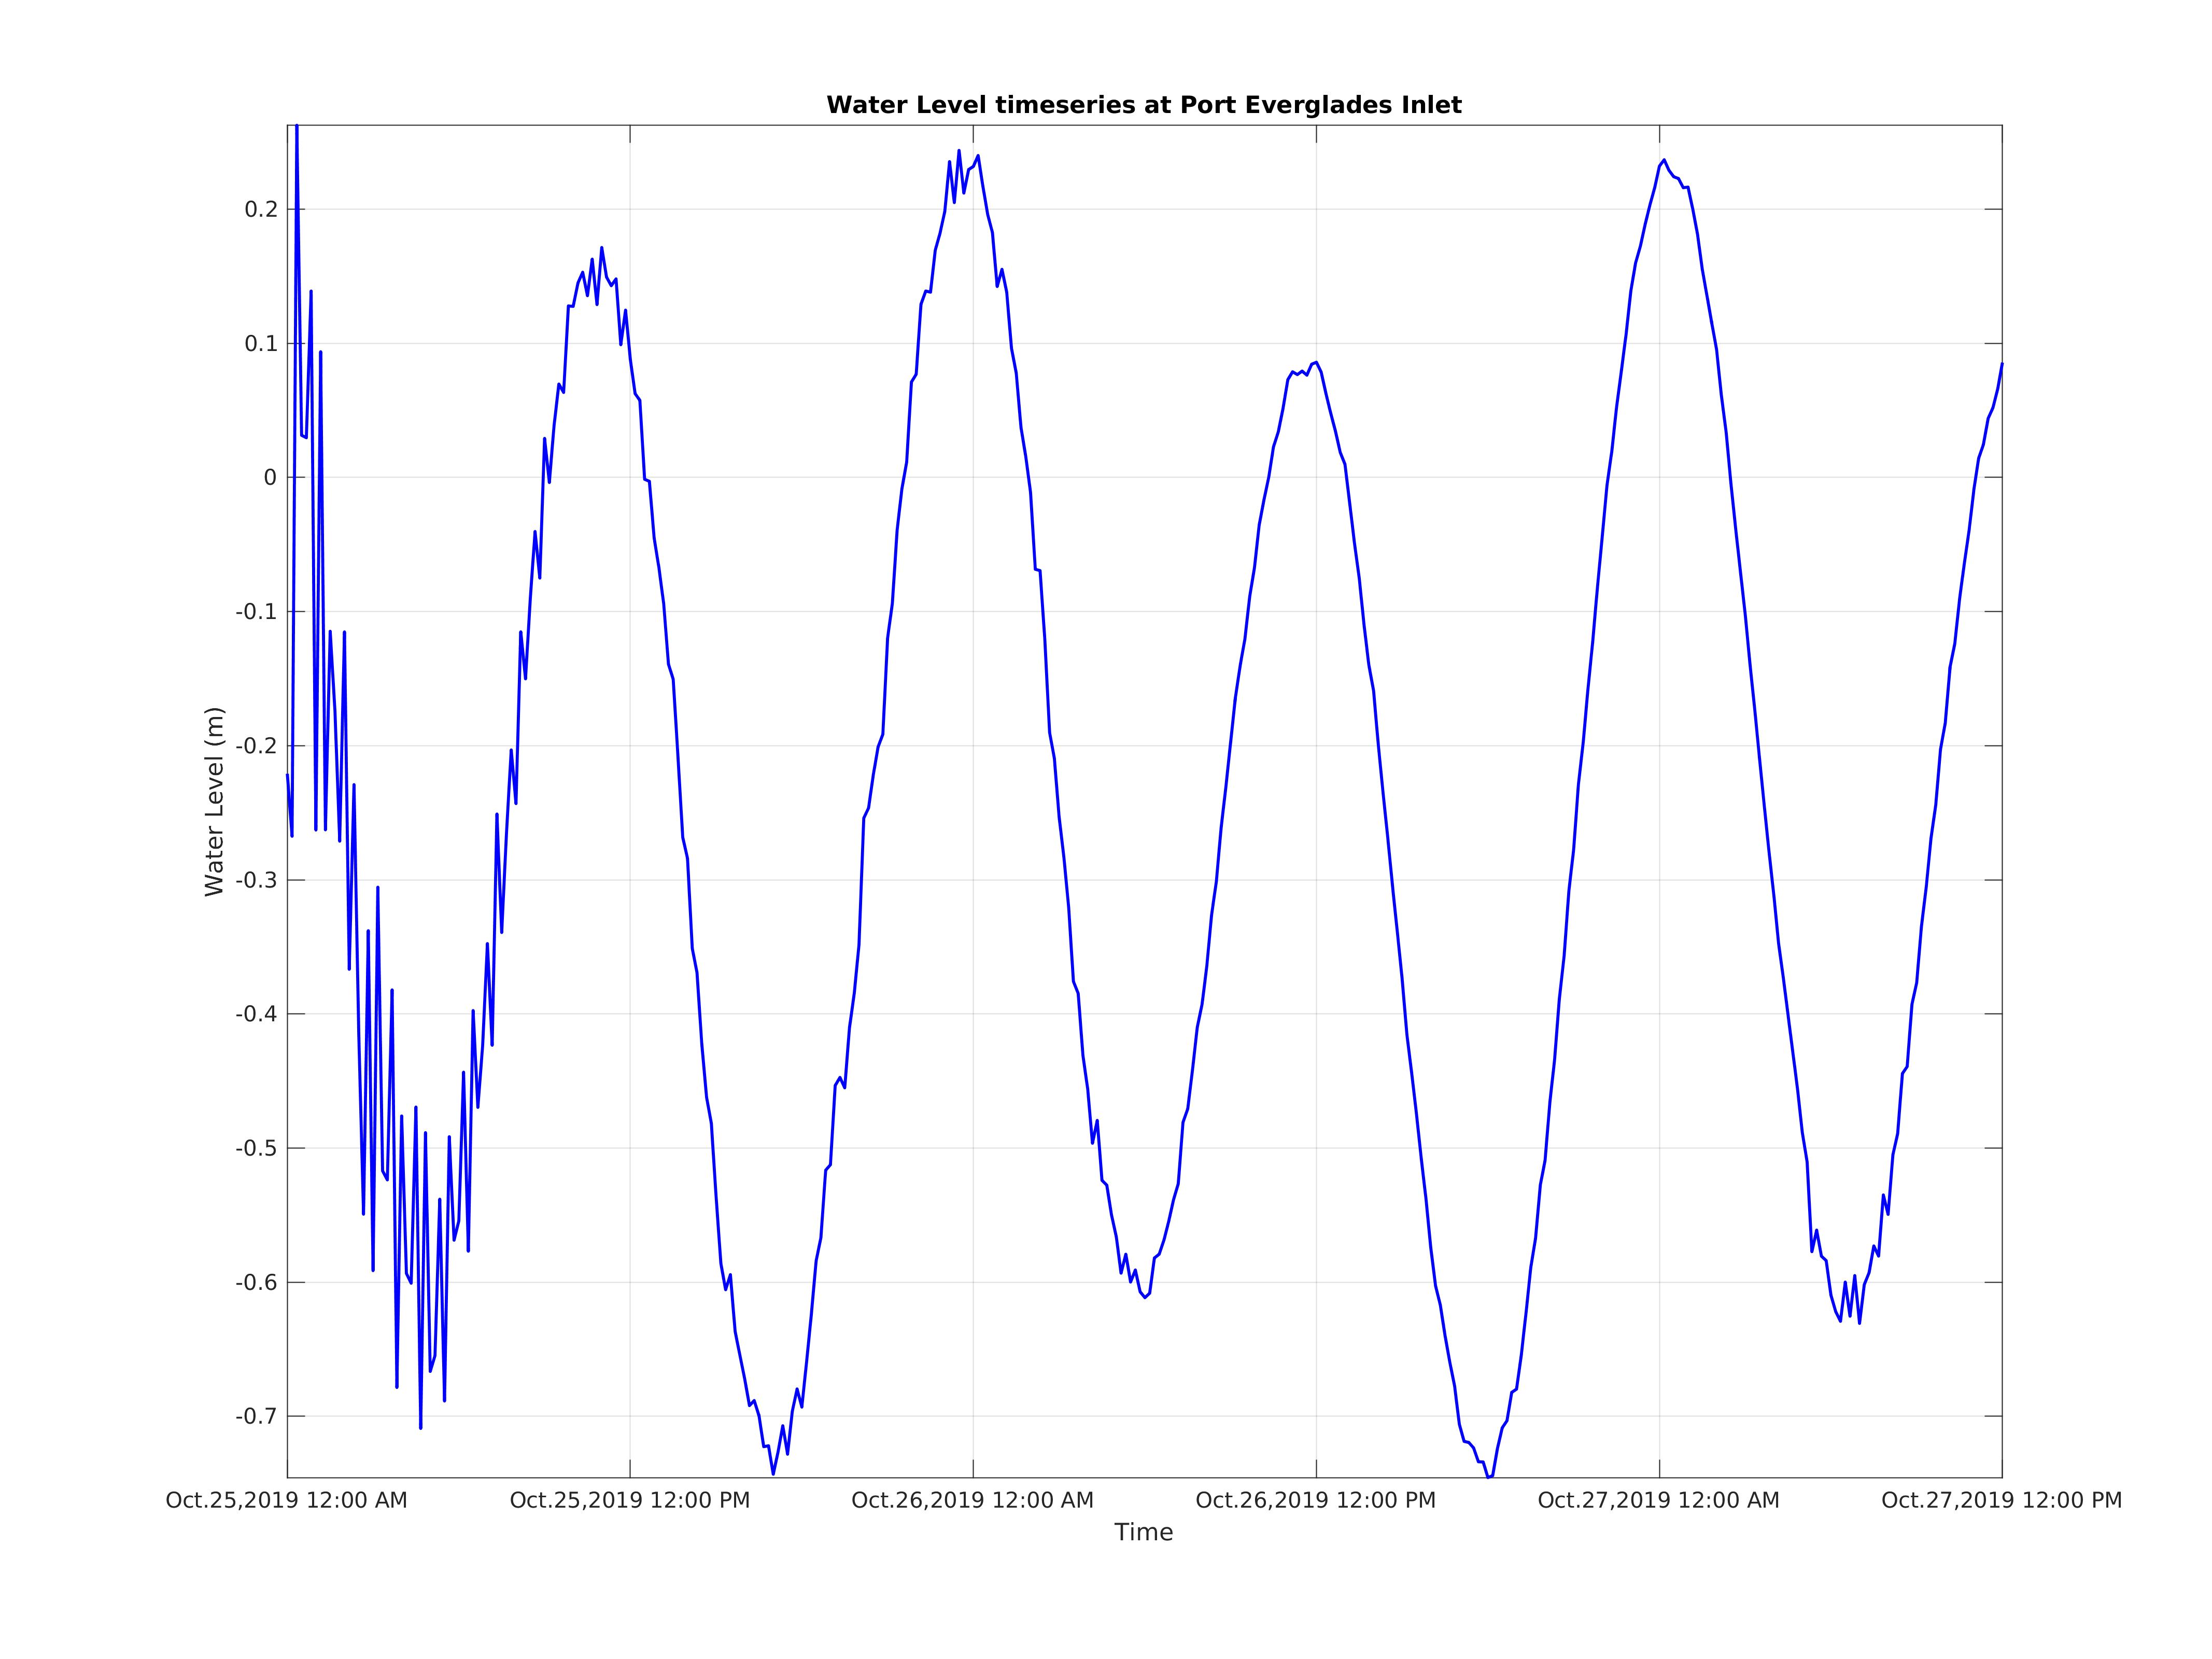 Water Level timeseries at Port Everglades Inlet
0.2
0.1
0
-0.1
-0.2
-0.3
-0.4
-0.5
-0.6
-0.7
Water Level (m)
Oct.25,2019 12:00 AM Oct.25,2019 12:00 PM Oct.26,2019 12:00 AM Oct.26,2019 12:00 PM Oct.27,2019 12:00 AM Oct.27,2019 12:00 PM
Time